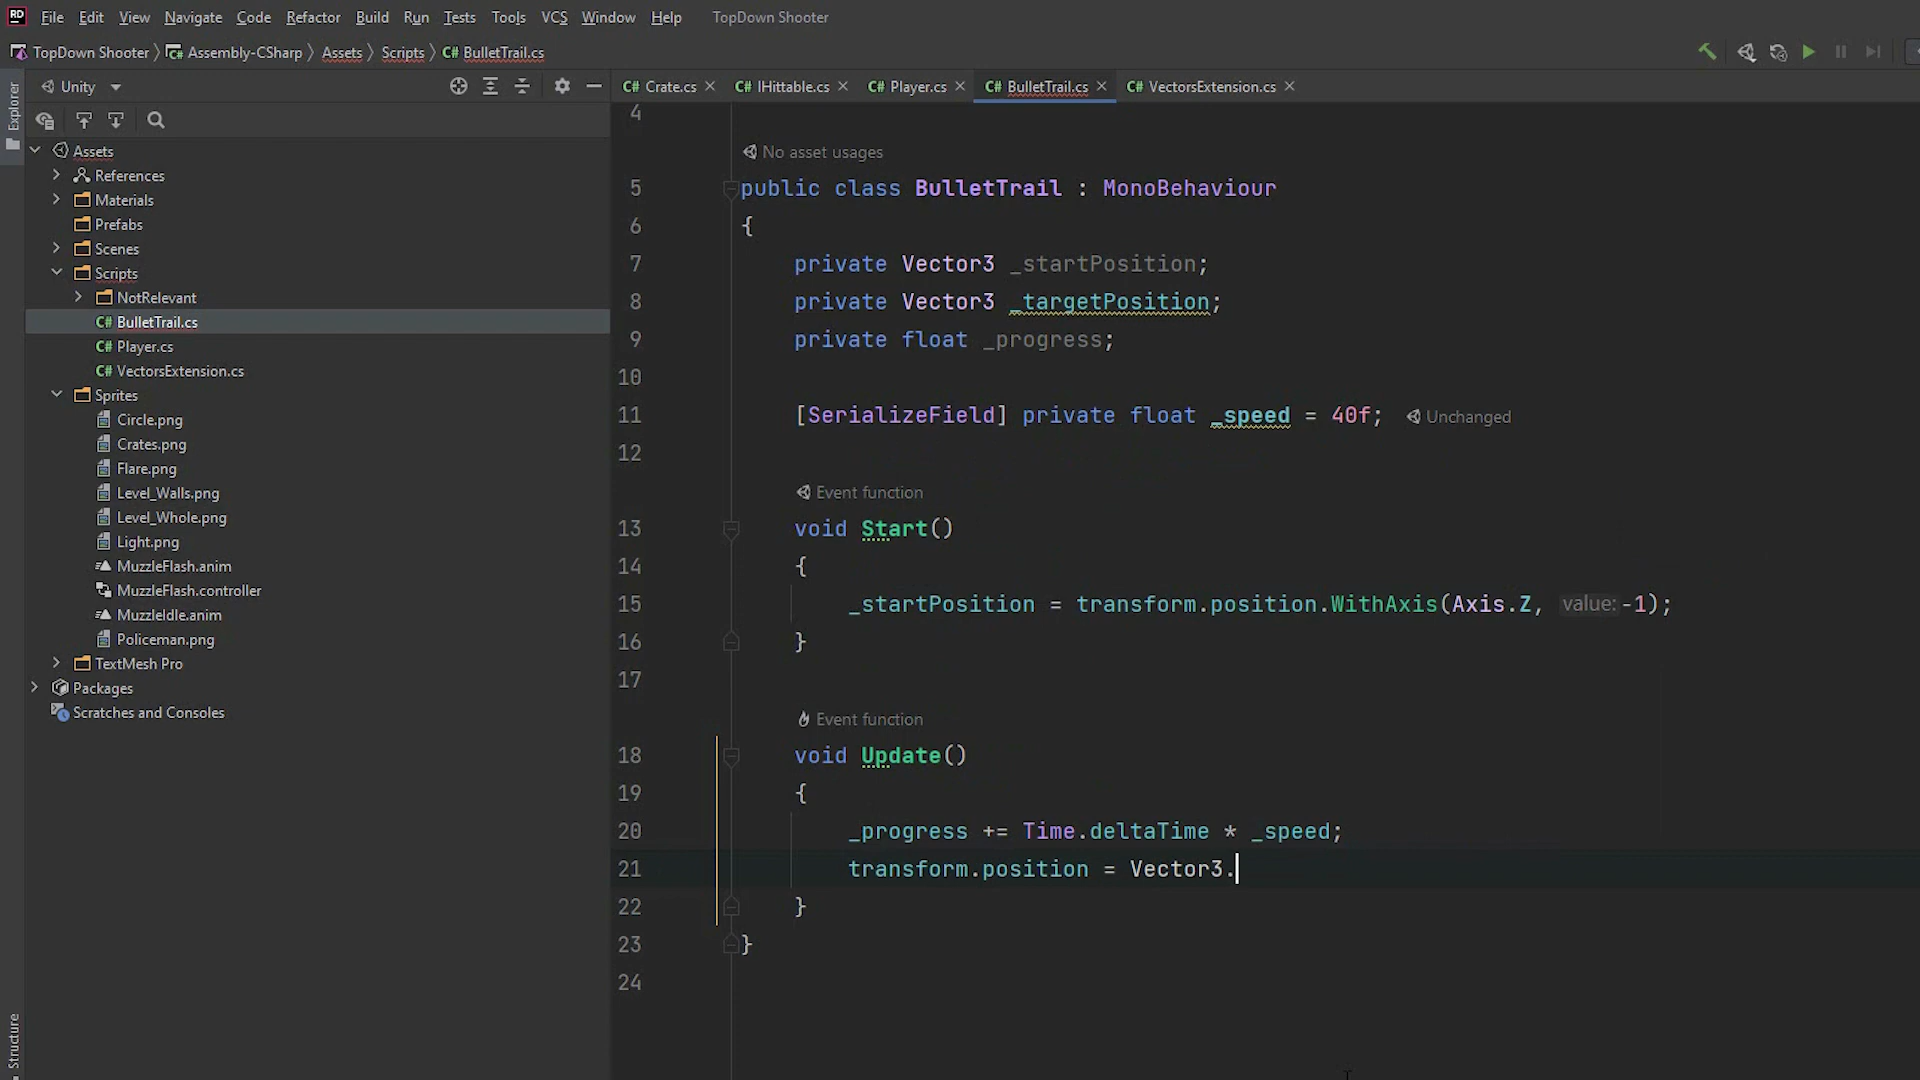 RD File Edit View Navigate Code Refactor Build Run Tests Tools VCS Window Help TopDown Shooter
TopDown Shooter Assembly-CSharp Assets Scripts C# BulletTrail.cs
Explorer
Unity
C# Crate.cs C# IHittable.cs C# Player.cs C# BulletTrail.cs C# VectorsExtension.cs
Assets
References
Materials
Prefabs
Scenes
Scripts
NotRelevant
C# BulletTrail.cs
C# Player.cs
C# VectorsExtension.cs
Sprites
Circle.png
Crates.png
Flare.png
Level_Walls.png
Level_Whole.png
Light.png
MuzzleFlash.anim
MuzzleFlash.controller
MuzzleIdle.anim
Policeman.png
TextMesh Pro
Packages
Scratches and Consoles
Structure
4
No asset usages
5 public class BulletTrail : MonoBehaviour
6 {
7 private Vector3 _startPosition;
8 private Vector3 _targetPosition;
9 private float _progress;
10
11 [SerializeField] private float _speed = 40f; Unchanged
12
Event function
13 void Start()
14 {
15 _startPosition = transform.position.WithAxis(Axis.Z, value:-1);
16 }
17
Event function
18 void Update()
19 {
20 _progress += Time.deltaTime * _speed;
21 transform.position = Vector3.
22 }
23 }
24